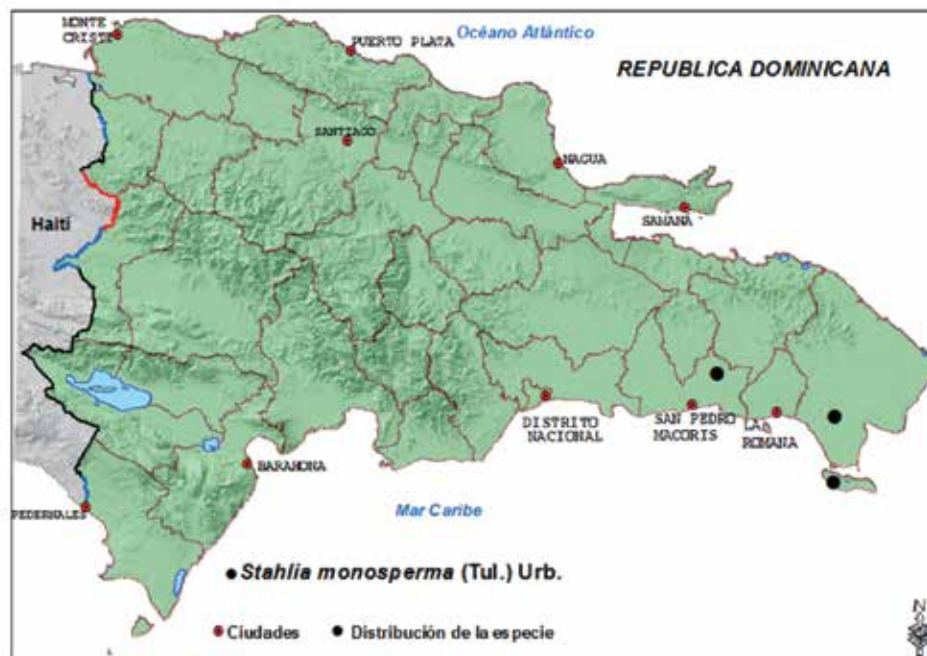 MONTE
CRISTI
Océano Atlántico
PUERTO PLATA
REPUBLICA DOMINICANA
SANTIAGO
NAGUA
Haití
SAMANA
DISTRITO
NACIONAL
SAN PEDRO
MACORIS
LA
ROMANA
BARAHONA
PEDERNALES
Mar Caribe
Stahlia monosperma (Tul.) Urb.
Ciudades
Distribución de la especie
N